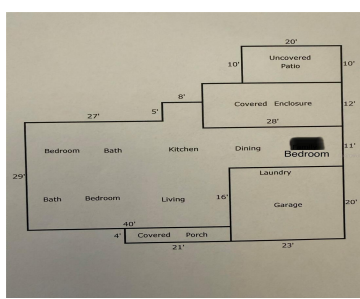 20'
Uncovered
Patio
10'
10'
8'
5'
Covered Enclosure
12'
27'
28'
Bedroom Bath Kitchen Dining
11'
Bedroom
29'
Laundry
Bath Bedroom Living
16'
Garage
20'
40'
4'
Covered Porch
21'
23'